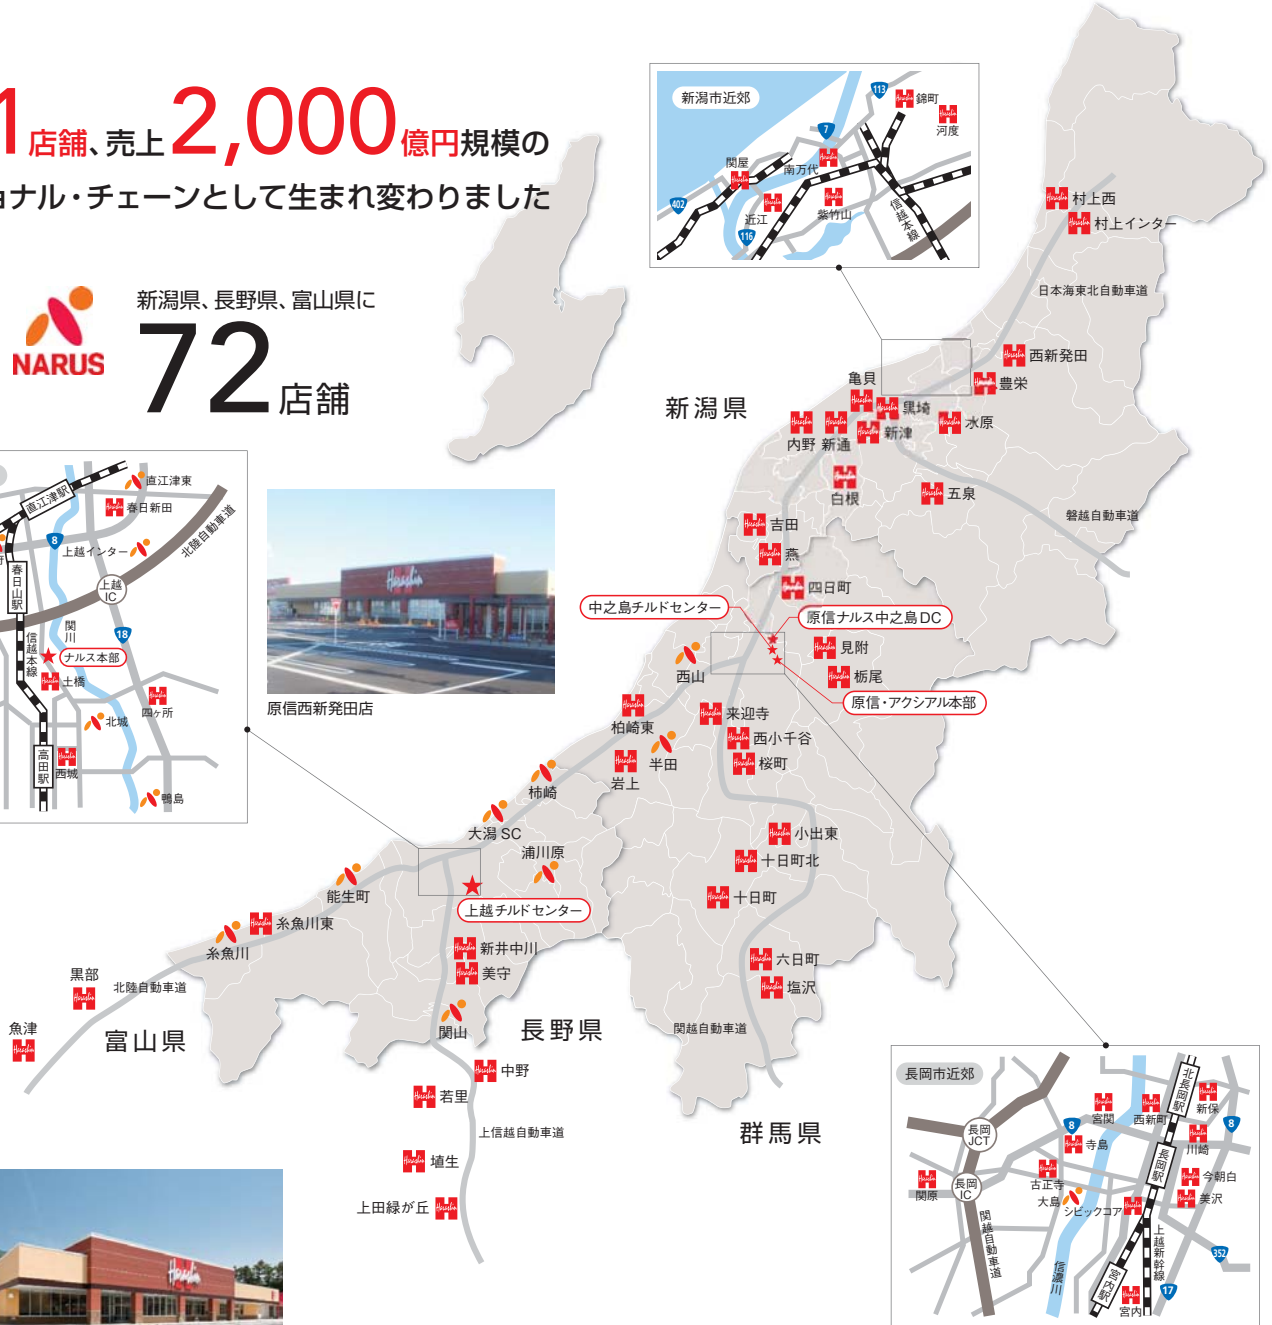 1店舗、売上2,000億円規模の
ョナル・チェーンとして生まれ変わりました
NARUS
新潟県、長野県、富山県に
72店舗
新潟市近郊
113
錦町
河度
7
関屋
南万代
402
近江
紫竹山
116
信越本線
村上西
村上インター
日本海東北自動車道
西新発田
豊栄
亀貝
黒埼
新潟県
内野
新通
新津
水原
白根
五泉
磐越自動車道
吉田
燕
四日町
中之島チルドセンター
原信ナルス中之島DC
見附
栃尾
西山
原信・アクシアル本部
直江津駅
直江津東
春日新田
8
上越インター
北陸自動車道
春日山駅
上越IC
18
関川
信越本線
ナルス本部
土橋
四ヶ所
北城
高田駅
西城
鴨島
Harashin
原信西新発田店
柏崎東
来迎寺
西小千谷
半田
桜町
岩上
柿崎
大潟SC
浦川原
小出東
十日町北
能生町
十日町
上越チルドセンター
糸魚川東
糸魚川
新井中川
美守
六日町
塩沢
黒部
北陸自動車道
魚津
富山県
関山
長野県
関越自動車道
中野
若里
上信越自動車道
群馬県
埴生
上田緑が丘
Harashin
長岡市近郊
北長岡駅
新保
宮関
西新町
8
8
長岡JCT
寺島
川崎
長岡駅
関原
長岡IC
古正寺
今朝白
大島
シビックコア
美沢
関越自動車道
上越新幹線
352
信濃川
宮内駅
17
宮内